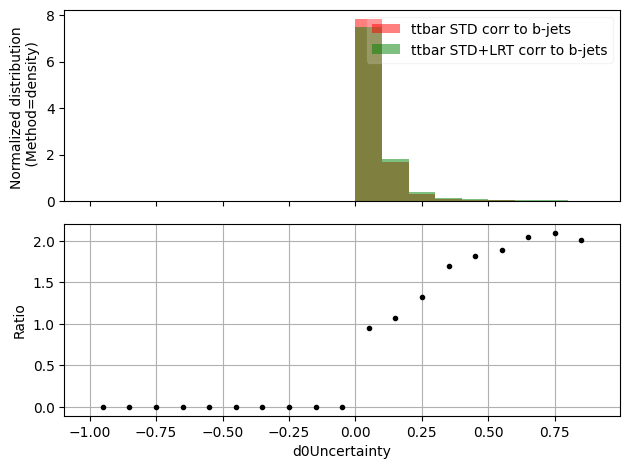 Normalized distribution
(Method=density)
8
6
4
2
0
ttbar STD corr to b-jets
ttbar STD+LRT corr to b-jets
Ratio
2.0
1.5
1.0
0.5
0.0
−1.00 −0.75 −0.50 −0.25 0.00 0.25 0.50 0.75
d0Uncertainty